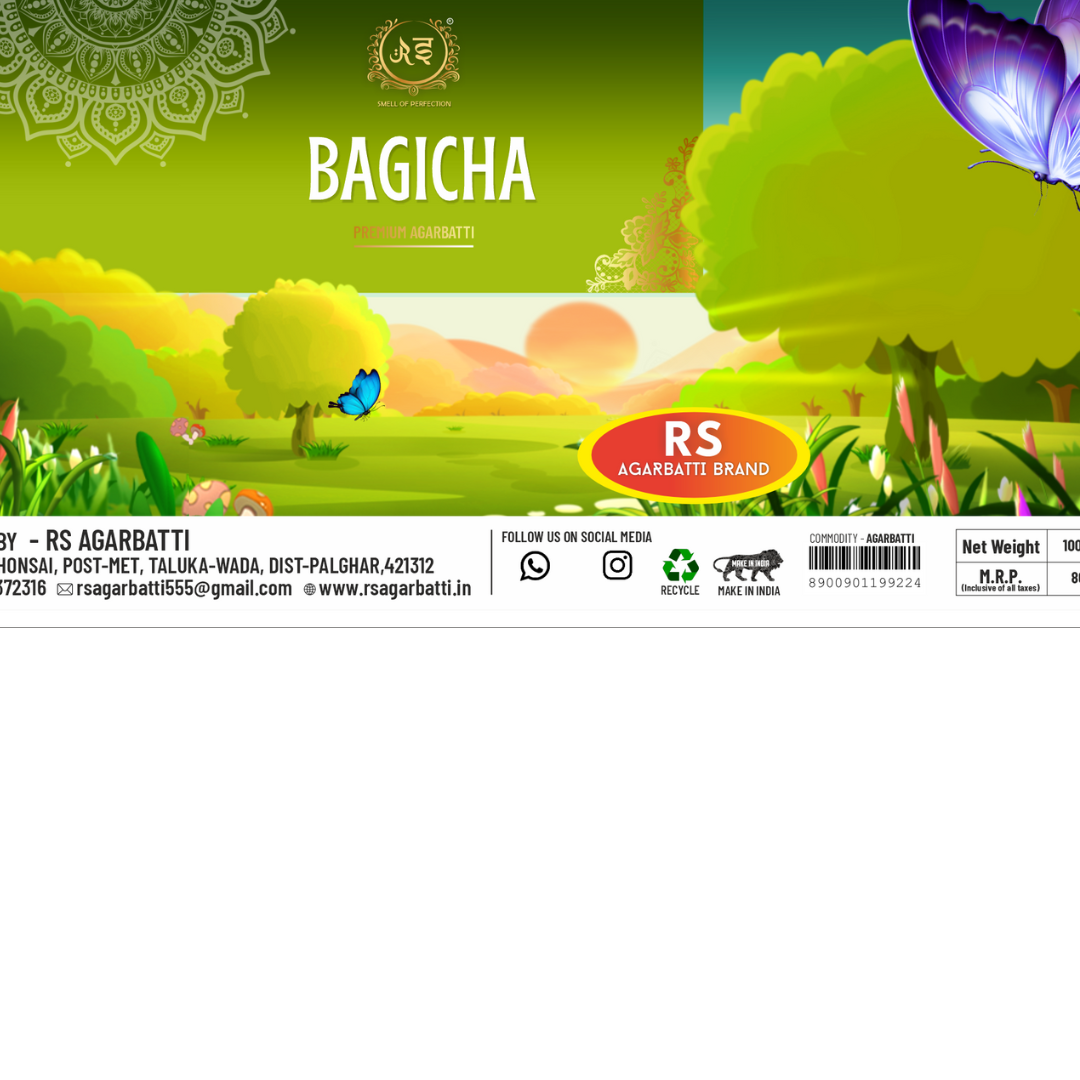 ®
SMELL OF PERFECTION
BAGICHA
PREMIUM AGARBATTI
RS
AGARBATTI BRAND
BY - RS AGARBATTI
HONSAI, POST-MET, TALUKA-WADA, DIST-PALGHAR,421312
372316 rsagarbatti555@gmail.com www.rsagarbatti.in
FOLLOW US ON SOCIAL MEDIA
RECYCLE
MAKE IN INDIA
MAKE IN INDIA
COMMODITY - AGARBATTI
8900901199224
Net Weight 100
M.R.P.
(Inclusive of all taxes)